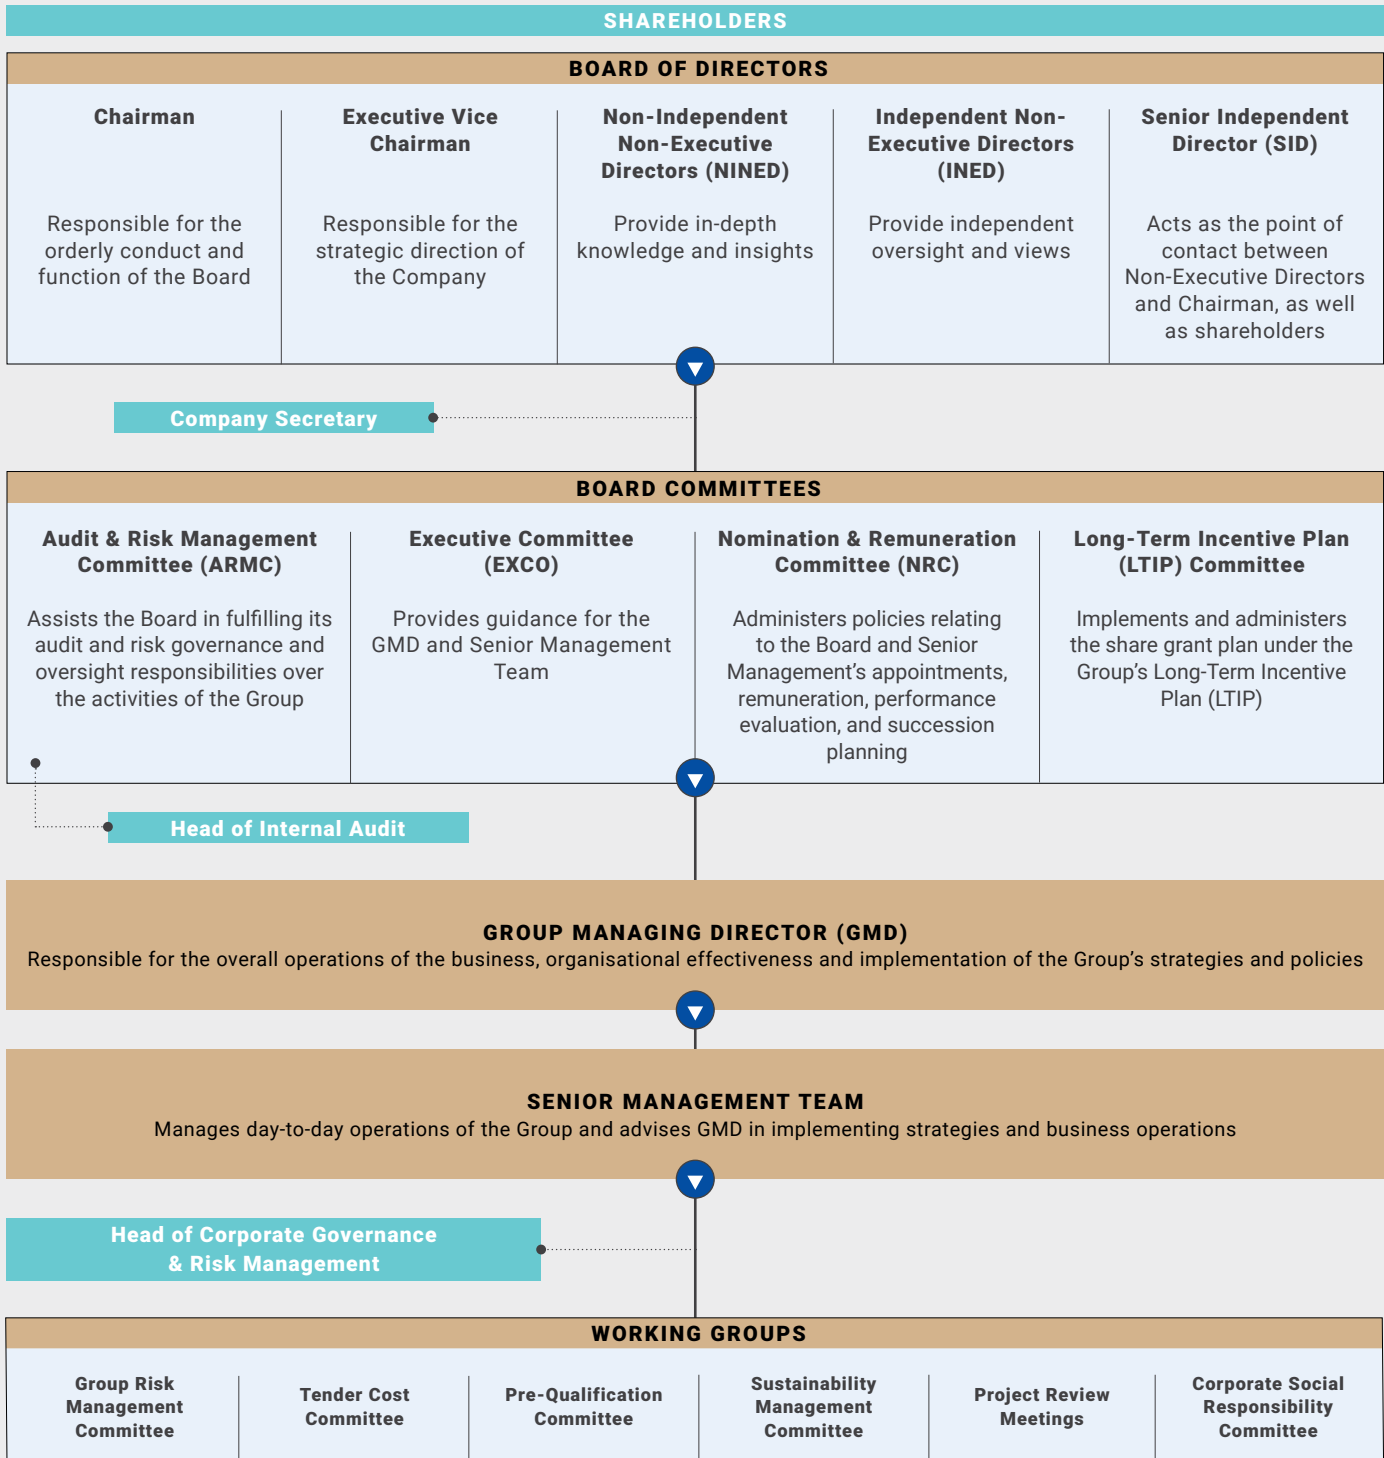 SHAREHOLDERS
BOARD OF DIRECTORS
Chairman
Responsible for the
orderly conduct and
function of the Board
Executive Vice
Chairman
Responsible for the
strategic direction of
the Company
Non-Independent
Non-Executive
Directors (NINED)
Provide in-depth
knowledge and insights
Independent Non-
Executive Directors
(INED)
Provide independent
oversight and views
Senior Independent
Director (SID)
Acts as the point of
contact between
Non-Executive Directors
and Chairman, as well
as shareholders
Company Secretary
BOARD COMMITTEES
Audit & Risk Management
Committee (ARMC)
Assists the Board in fulfilling its
audit and risk governance and
oversight responsibilities over
the activities of the Group
Executive Committee
(EXCO)
Provides guidance for the
GMD and Senior Management
Team
Nomination & Remuneration
Committee (NRC)
Administers policies relating
to the Board and Senior
Management’s appointments,
remuneration, performance
evaluation, and succession
planning
Long-Term Incentive Plan
(LTIP) Committee
Implements and administers
the share grant plan under the
Group’s Long-Term Incentive
Plan (LTIP)
Head of Internal Audit
GROUP MANAGING DIRECTOR (GMD)
Responsible for the overall operations of the business, organisational effectiveness and implementation of the Group’s strategies and policies
SENIOR MANAGEMENT TEAM
Manages day-to-day operations of the Group and advises GMD in implementing strategies and business operations
Head of Corporate Governance
& Risk Management
WORKING GROUPS
Group Risk
Management
Committee
Tender Cost
Committee
Pre-Qualification
Committee
Sustainability
Management
Committee
Project Review
Meetings
Corporate Social
Responsibility
Committee